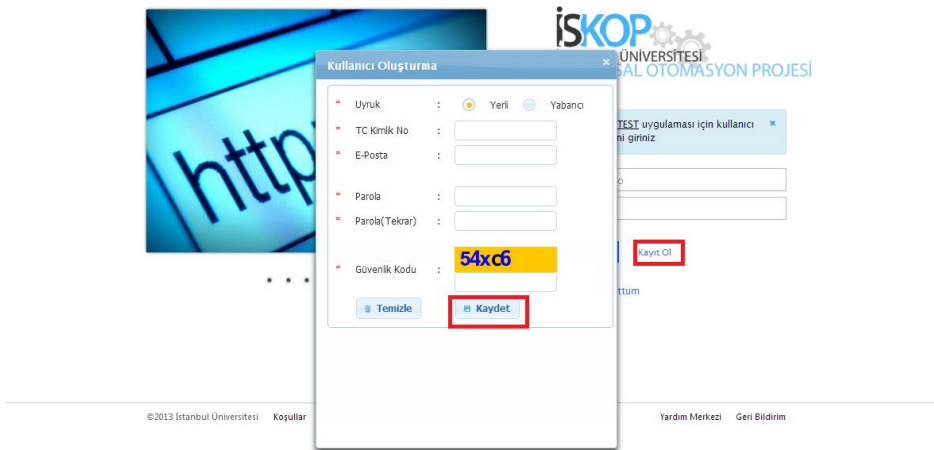 İSKOP
ÜNİVERSİTESİ
SAL OTOMASYON PROJESİ
http
Kullanıcı Oluşturma
* Uyruk : Yerli Yabancı
* TC Kimlik No :
* E-Posta :
* Parola :
* Parola(Tekrar) :
* Güvenlik Kodu : 54xc6
Temizle Kaydet
TEST uygulaması için kullanıcı
ni giriniz
o
Kayıt Ol
ttum
©2013 İstanbul Üniversitesi Koşullar Yardım Merkezi Geri Bildirim